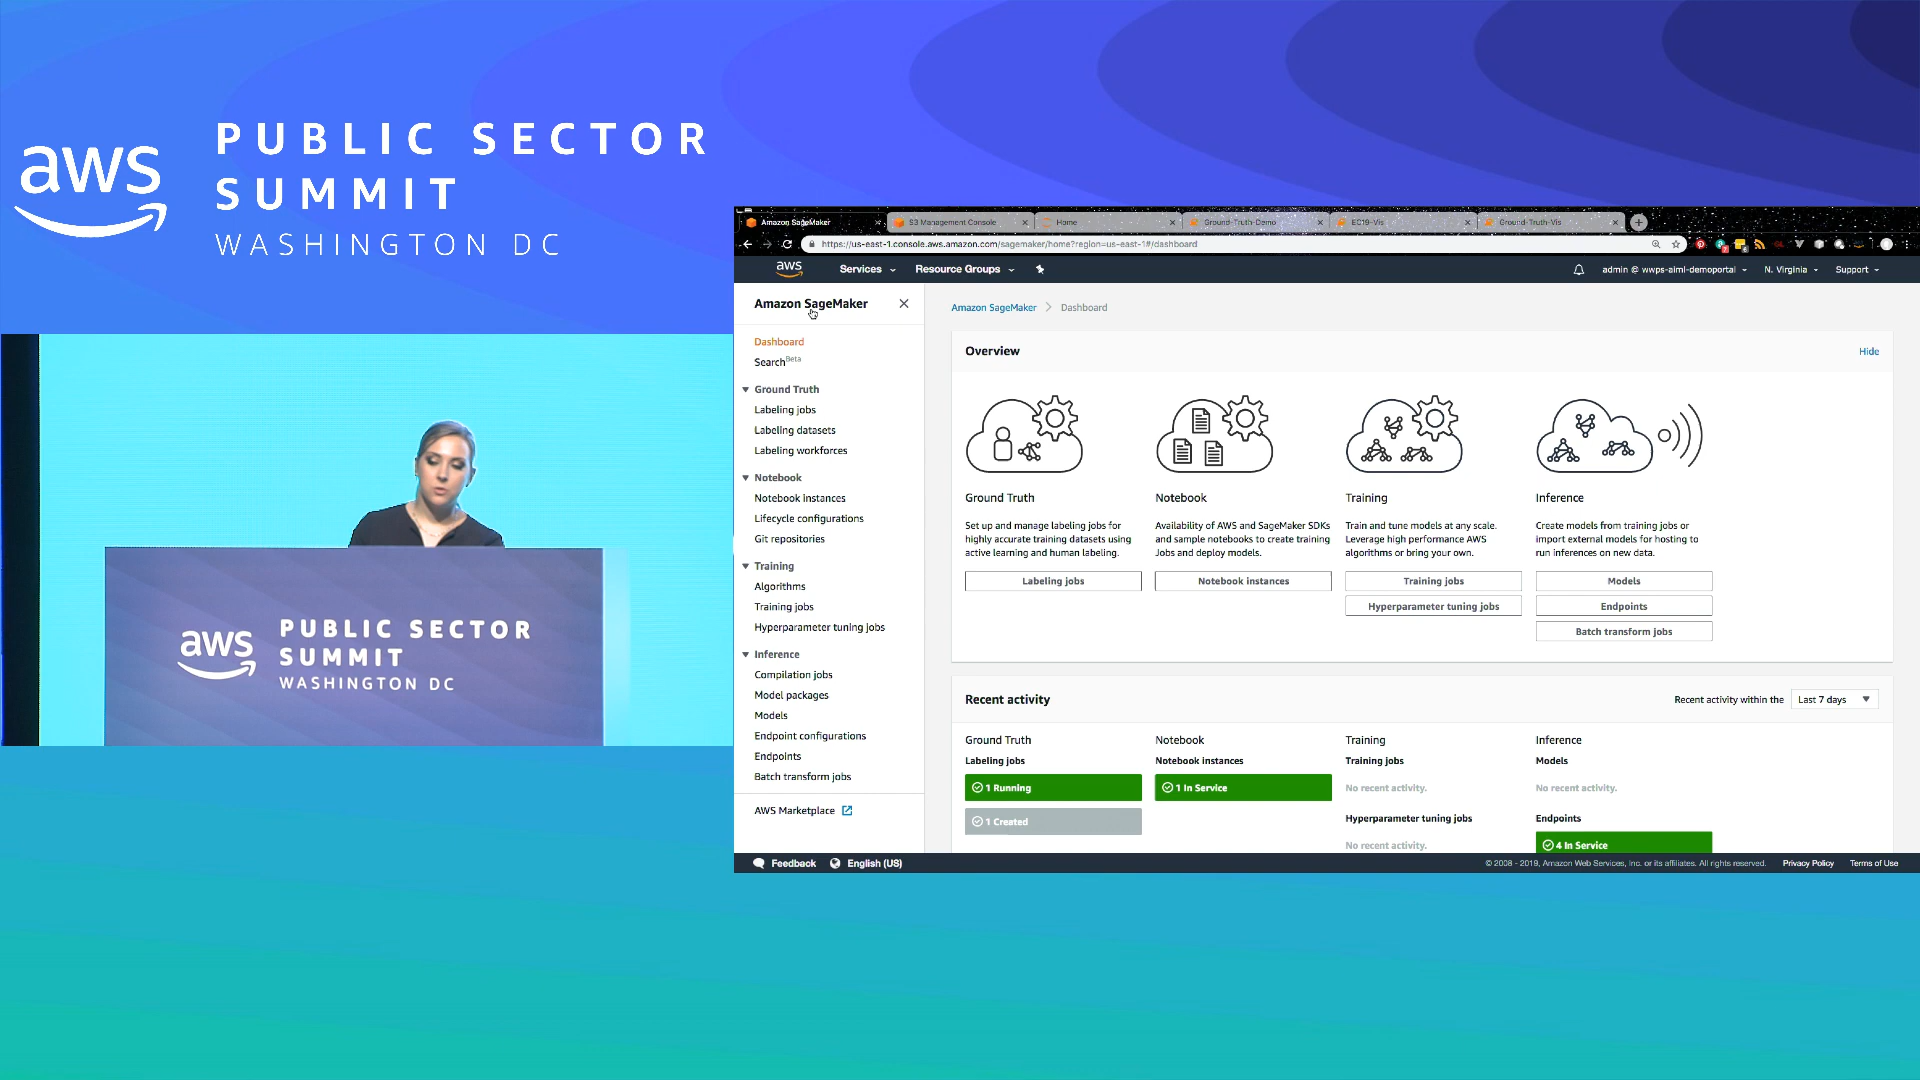 aws
PUBLIC SECTOR
SUMMIT
WASHINGTON DC
aws
PUBLIC SECTOR
SUMMIT
WASHINGTON DC
Amazon SageMaker
S3 Management Console
Home
Ground-Truth-Demo
EC19-Vis
Ground-Truth-Vis
https://us-east-1.console.aws.amazon.com/sagemaker/home?region=us-east-1#/dashboard
aws
Services
Resource Groups
admin @ wwps-aiml-demoportal
N. Virginia
Support
Amazon SageMaker
Dashboard
Search Beta
Ground Truth
Labeling jobs
Labeling datasets
Labeling workforces
Notebook
Notebook instances
Lifecycle configurations
Git repositories
Training
Algorithms
Training jobs
Hyperparameter tuning jobs
Inference
Compilation jobs
Model packages
Models
Endpoint configurations
Endpoints
Batch transform jobs
AWS Marketplace
Amazon SageMaker > Dashboard
Overview
Hide
Ground Truth
Set up and manage labeling jobs for
highly accurate training datasets using
active learning and human labeling.
Labeling jobs
Notebook
Availability of AWS and SageMaker SDKs
and sample notebooks to create training
Jobs and deploy models.
Notebook instances
Training
Train and tune models at any scale.
Leverage high performance AWS
algorithms or bring your own.
Training jobs
Hyperparameter tuning jobs
Inference
Create models from training jobs or
import external models for hosting to
run inferences on new data.
Models
Endpoints
Batch transform jobs
Recent activity
Recent activity within the
Last 7 days
Ground Truth
Labeling jobs
1 Running
1 Created
Notebook
Notebook instances
1 In Service
Training
Training jobs
No recent activity.
Hyperparameter tuning jobs
No recent activity.
Inference
Models
No recent activity.
Endpoints
4 In Service
Feedback
English (US)
© 2008 - 2019, Amazon Web Services, Inc. or its affiliates. All rights reserved.
Privacy Policy
Terms of Use